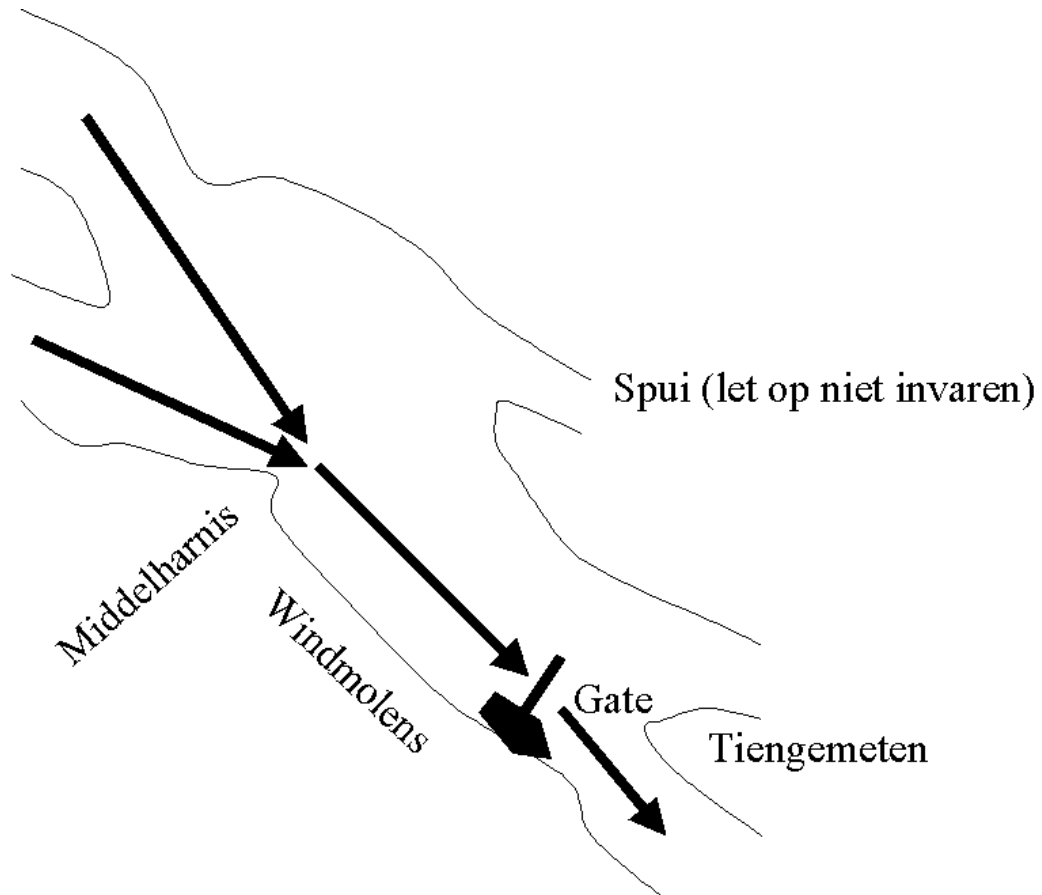 Spui (let op niet invaren)
Middelharnis
Windmolens
Gate
Tiengemeten